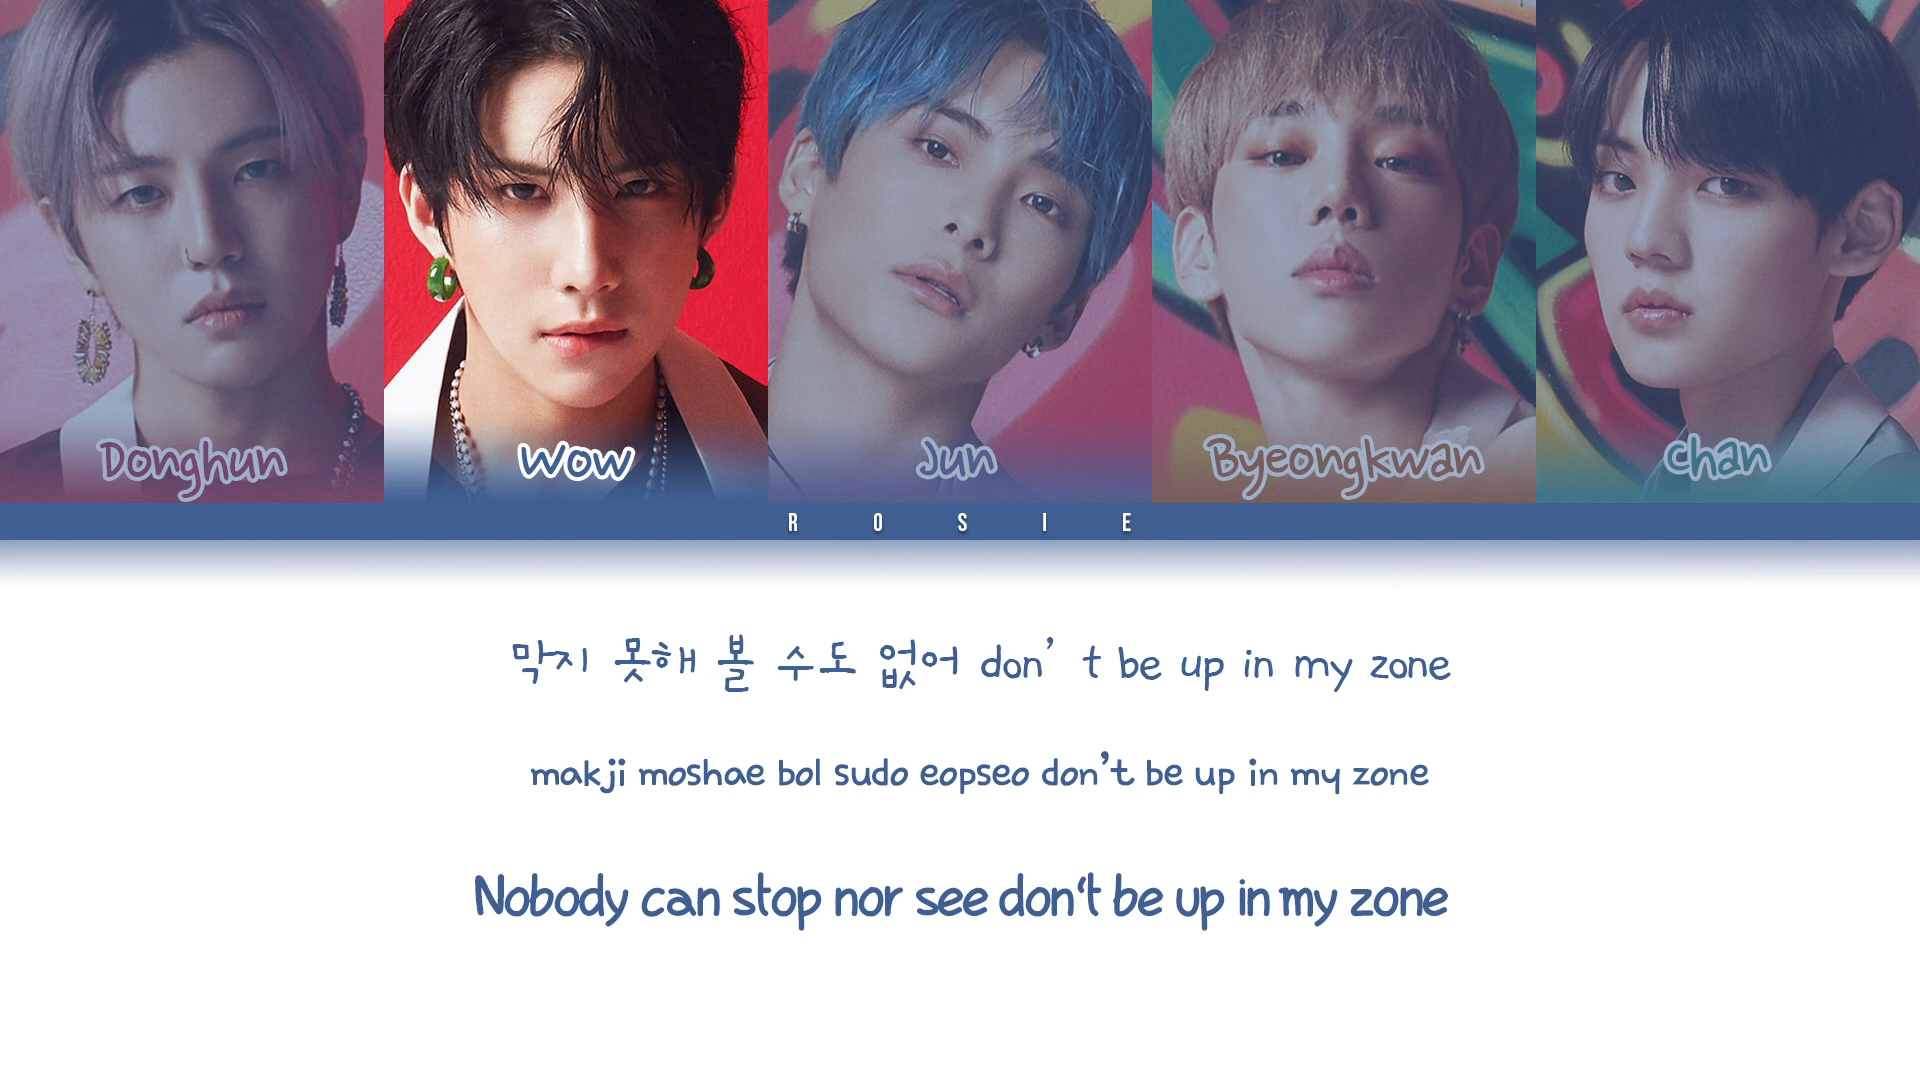 Donghun Wow Jun Byeongkwan chan
ROSIE
막지 못해 볼 수도 없어 don' t be up in my zone
makji moshae bol sudo eopseo don't be up in my zone
Nobody can stop nor see don‘t be up in my zone